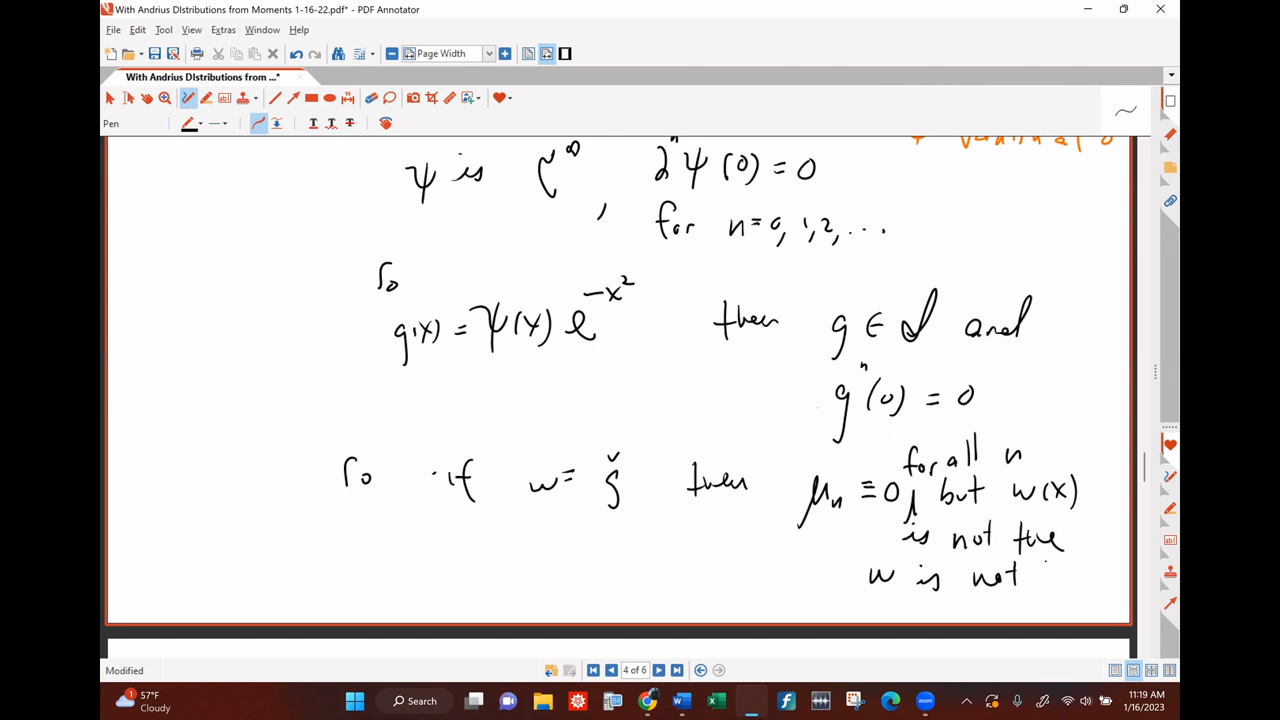 With Andrius DIstributions from Moments 1-16-22.pdf* - PDF Annotator
File Edit Tool View Extras Window Help
Page Width
With Andrius DIstributions from ...*
Pen
ψ is C^∞, ∂^n ψ(0) = 0
for n = 0, 1, 2, ...
So
g(x) = ψ(x) e^{-x^2} then g ∈ S and
g^n(0) = 0
for all n
So if w = ǧ then μ_n ≡ 0, but w(x)
is not the
w is not
Modified
4 of 6
57°F
Cloudy
1
Search
11:19 AM
1/16/2023